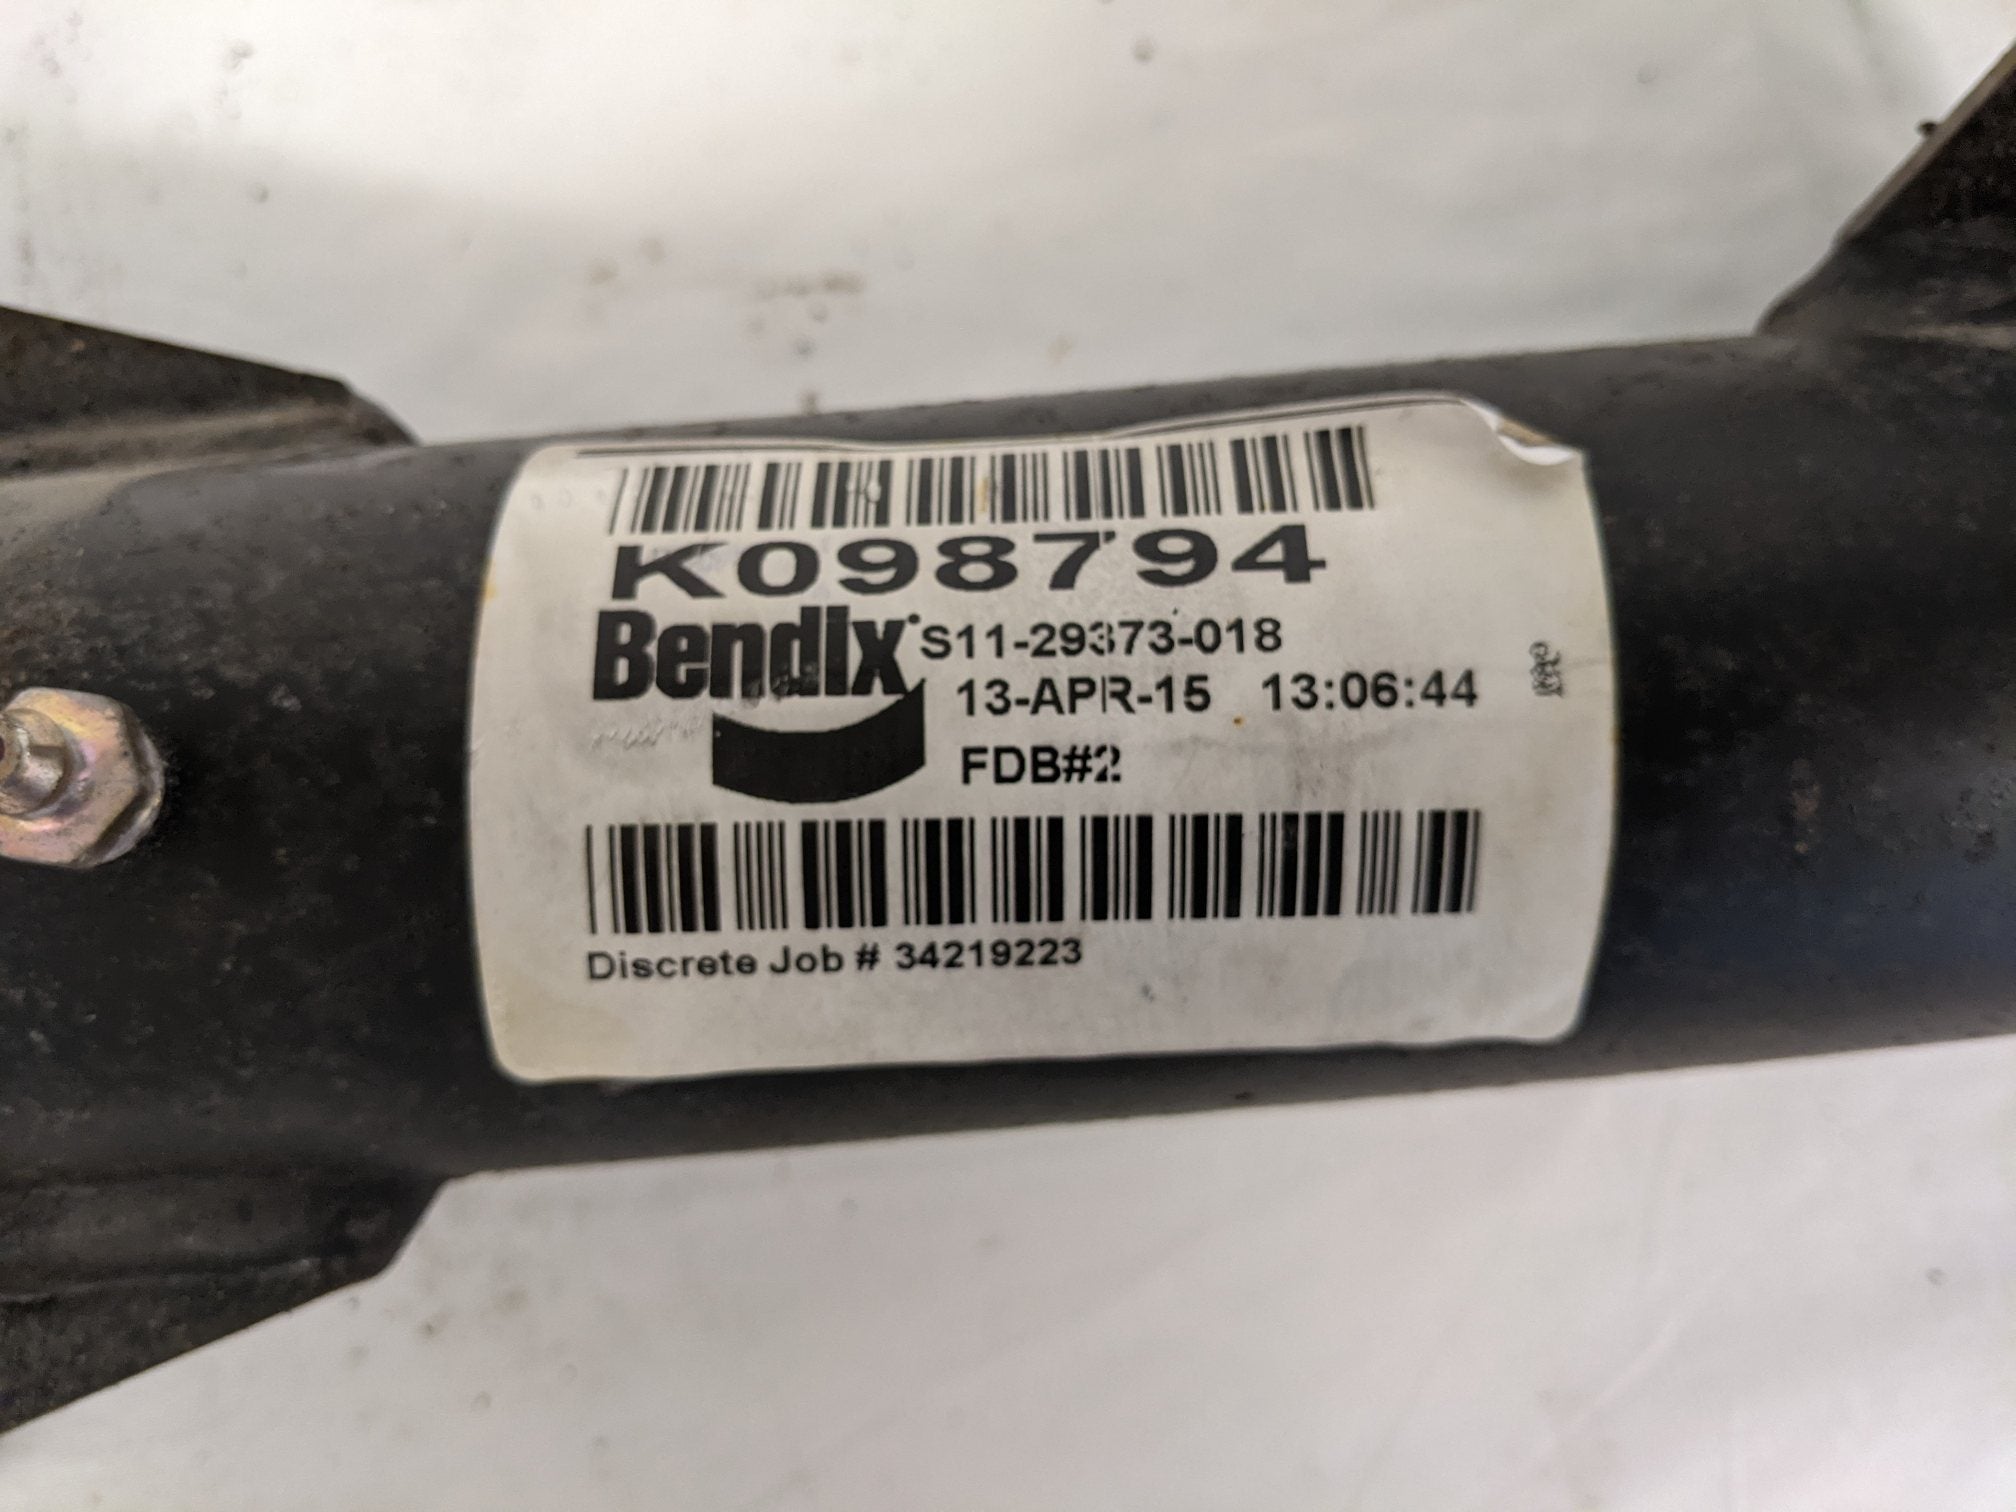 K098794
Bendix S11-29373-018
13-APR-15 13:06:44
FDB#2
Discrete Job # 34219223